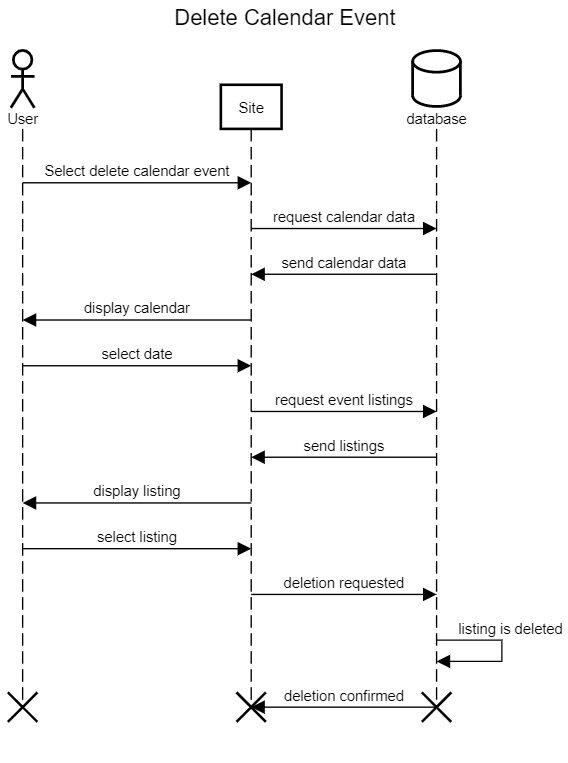 Delete Calendar Event
User
Site
database
Select delete calendar event
request calendar data
send calendar data
display calendar
select date
request event listings
send listings
display listing
select listing
deletion requested
listing is deleted
deletion confirmed